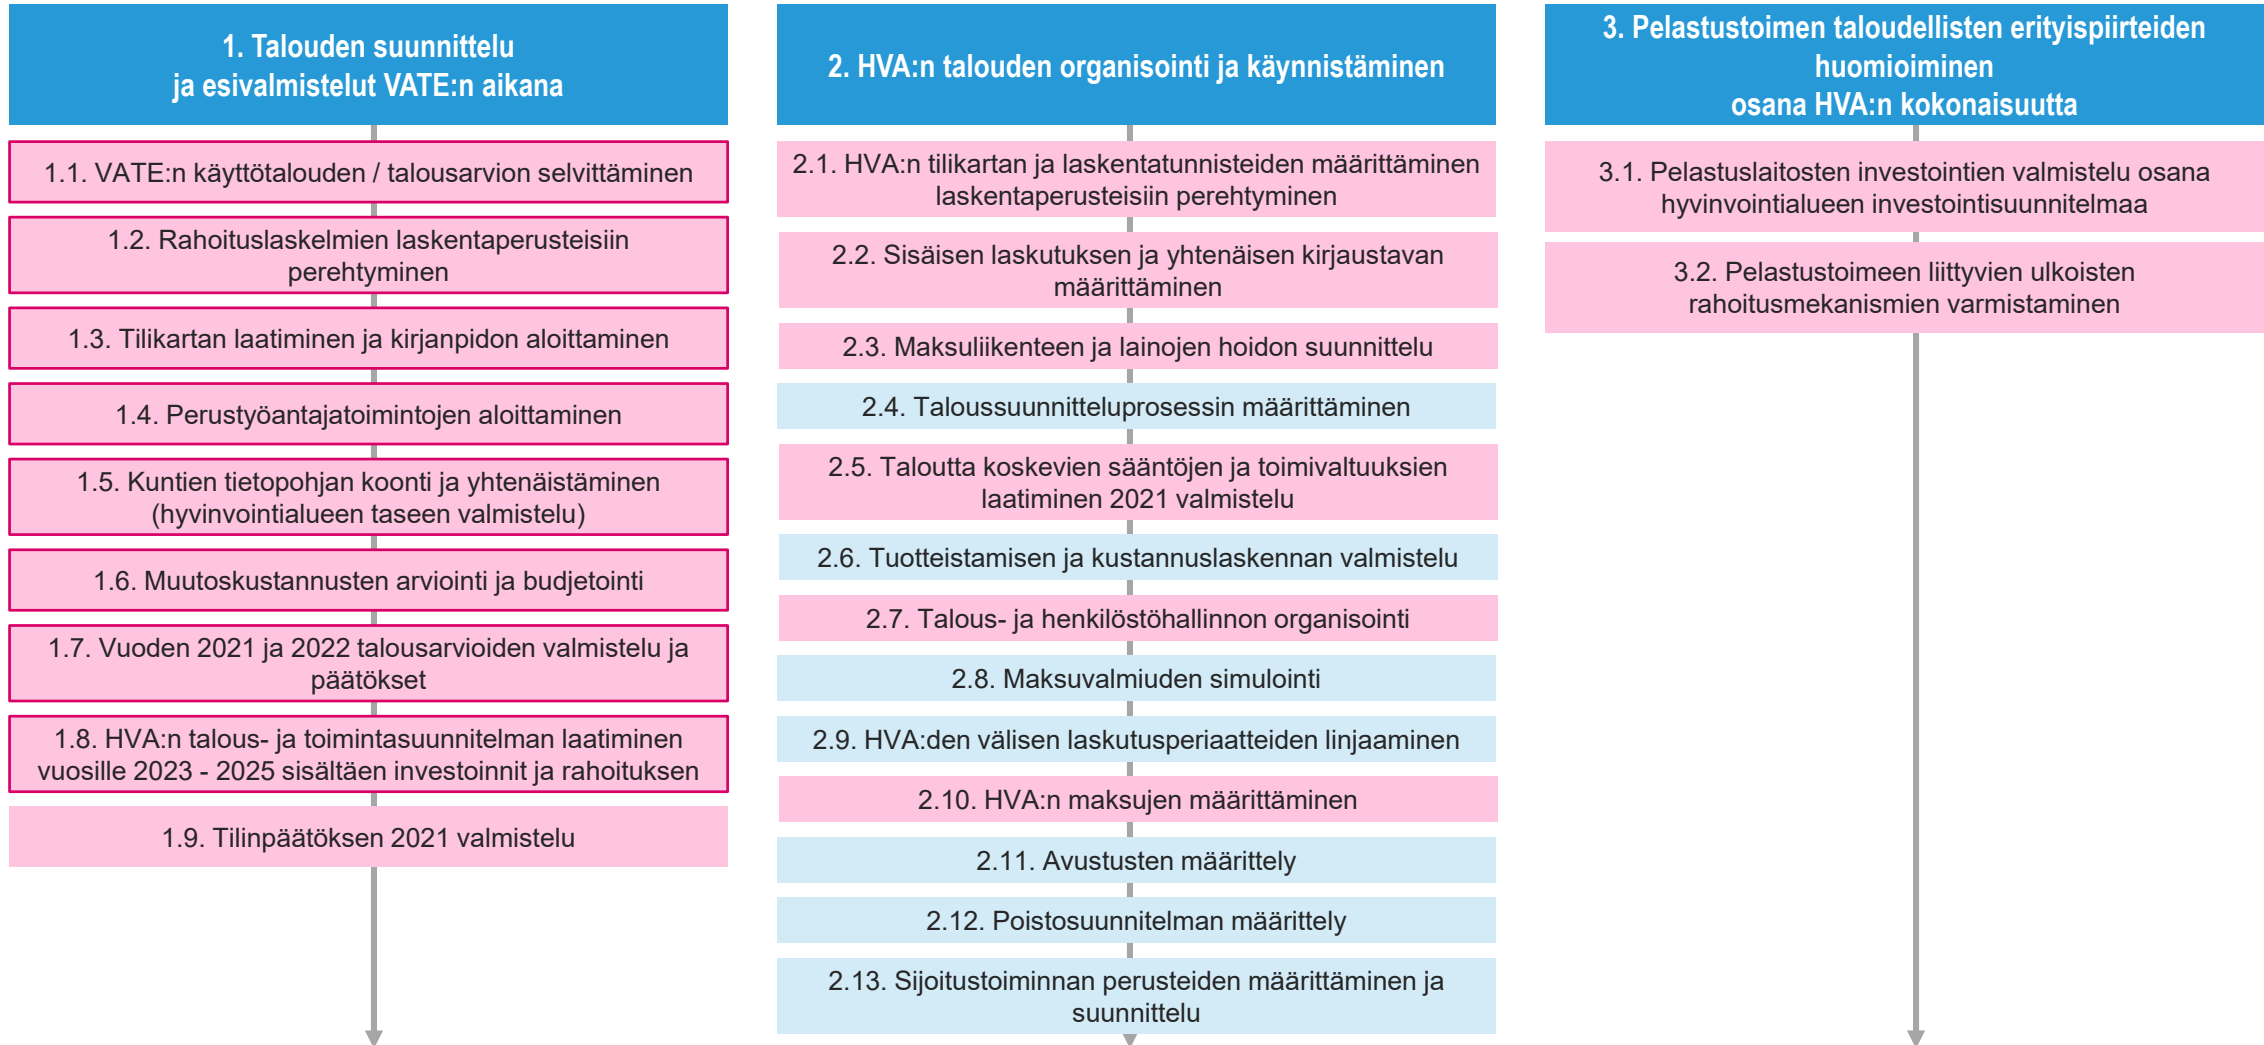 1. Talouden suunnittelu
ja esivalmistelut VATE:n aikana
1.1. VATE:n käyttötalouden / talousarvion selvittäminen
1.2. Rahoituslaskelmien laskentaperusteisiin
perehtyminen
1.3. Tilikartan laatiminen ja kirjanpidon aloittaminen
1.4. Perustyöantajatoimintojen aloittaminen
1.5. Kuntien tietopohjan koonti ja yhtenäistäminen
(hyvinvointialueen taseen valmistelu)
1.6. Muutoskustannusten arviointi ja budjetointi
1.7. Vuoden 2021 ja 2022 talousarvioiden valmistelu ja
päätökset
1.8. HVA:n talous- ja toimintasuunnitelman laatiminen
vuosille 2023 - 2025 sisältäen investoinnit ja rahoituksen
1.9. Tilinpäätöksen 2021 valmistelu
2. HVA:n talouden organisointi ja käynnistäminen
2.1. HVA:n tilikartan ja laskentatunnisteiden määrittäminen
laskentaperusteisiin perehtyminen
2.2. Sisäisen laskutuksen ja yhtenäisen kirjaustavan
määrittäminen
2.3. Maksuliikenteen ja lainojen hoidon suunnittelu
2.4. Taloussuunnitteluprosessin määrittäminen
2.5. Taloutta koskevien sääntöjen ja toimivaltuuksien
laatiminen 2021 valmistelu
2.6. Tuotteistamisen ja kustannuslaskennan valmistelu
2.7. Talous- ja henkilöstöhallinnon organisointi
2.8. Maksuvalmiuden simulointi
2.9. HVA:den välisen laskutusperiaatteiden linjaaminen
2.10. HVA:n maksujen määrittäminen
2.11. Avustusten määrittely
2.12. Poistosuunnitelman määrittely
2.13. Sijoitustoiminnan perusteiden määrittäminen ja
suunnittelu
3. Pelastustoimen taloudellisten erityispiirteiden
huomioiminen
osana HVA:n kokonaisuutta
3.1. Pelastuslaitosten investointien valmistelu osana
hyvinvointialueen investointisuunnitelmaa
3.2. Pelastustoimeen liittyvien ulkoisten
rahoitusmekanismien varmistaminen